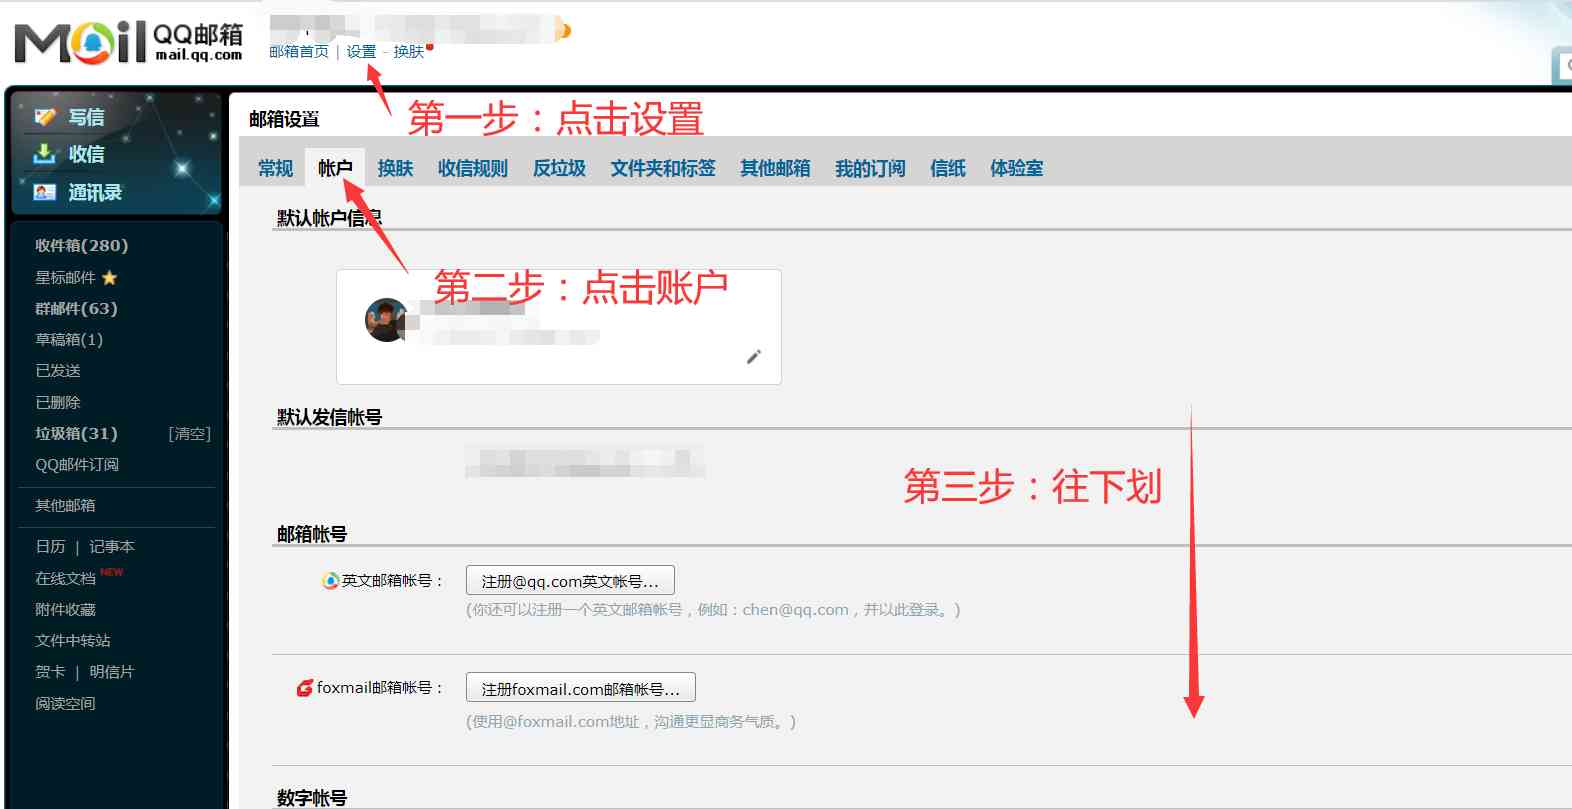 Mail QQ邮箱
mail.qq.com
邮箱首页 | 设置 - 换肤
第一步：点击设置
写信
收信
通讯录
收件箱(280)
星标邮件
群邮件(63)
草稿箱(1)
已发送
已删除
垃圾箱(31) [清空]
QQ邮件订阅
其他邮箱
日历 | 记事本
在线文档 NEW
附件收藏
文件中转站
贺卡 | 明信片
阅读空间
邮箱设置
常规 帐户 换肤 收信规则 反垃圾 文件夹和标签 其他邮箱 我的订阅 信纸 体验室
默认帐户信息
第二步：点击账户
默认发信帐号
第三步：往下划
邮箱帐号
英文邮箱帐号： 注册@qq.com英文帐号...
(你还可以注册一个英文邮箱帐号，例如：chen@qq.com，并以此登录。)
foxmail邮箱帐号： 注册foxmail.com邮箱帐号...
(使用@foxmail.com地址，沟通更显商务气质。)
数字帐号